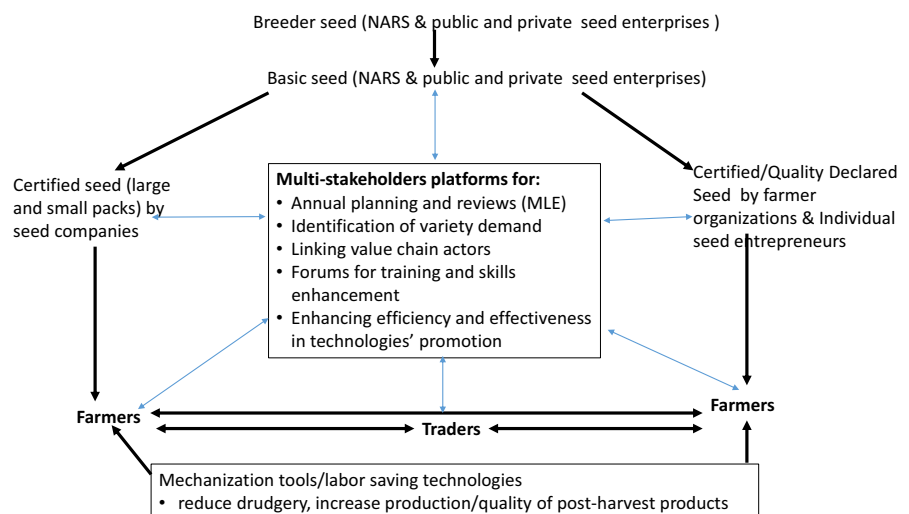 Breeder seed (NARS & public and private seed enterprises )
Basic seed (NARS & public and private seed enterprises)
Certified seed (large
and small packs) by
seed companies
Multi-stakeholders platforms for:
• Annual planning and reviews (MLE)
• Identification of variety demand
• Linking value chain actors
• Forums for training and skills
enhancement
• Enhancing efficiency and effectiveness
in technologies’ promotion
Certified/Quality Declared
Seed by farmer
organizations & Individual
seed entrepreneurs
Farmers
Traders
Farmers
Mechanization tools/labor saving technologies
• reduce drudgery, increase production/quality of post-harvest products